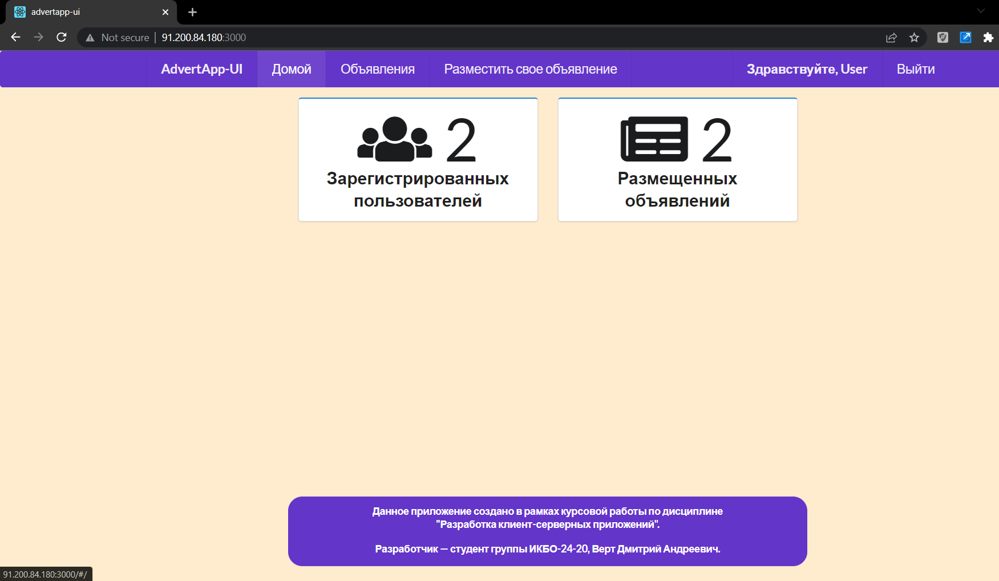 advertapp-ui
Not secure 91.200.84.180:3000
AdvertApp-UI Домой Объявления Разместить свое объявление Здравствуйте, User Выйти
2
Зарегистрированных
пользователей
2
Размещенных
объявлений
Данное приложение создано в рамках курсовой работы по дисциплине
"Разработка клиент-серверных приложений".
Разработчик — студент группы ИКБО-24-20, Верт Дмитрий Андреевич.
91.200.84.180:3000/#/